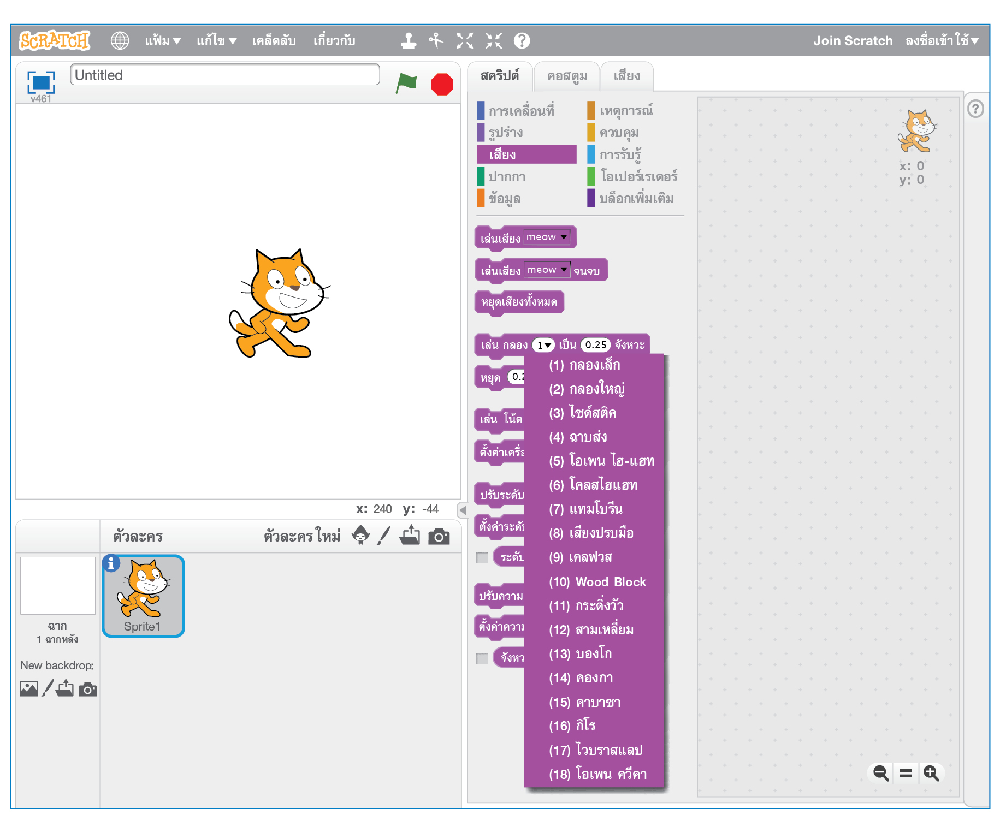 SCRATCH แฟ้ม แก้ไข เคล็ดลับ เกี่ยวกับ Join Scratch ลงชื่อเข้าใช้
Untitled
v461
สคริปต์ คอสตูม เสียง
การเคลื่อนที่ เหตุการณ์
รูปร่าง ควบคุม
เสียง การรับรู้
ปากกา โอเปอร์เรเตอร์
ข้อมูล บล็อกเพิ่มเติม
x: 0
y: 0
เล่นเสียง meow
เล่นเสียง meow จนจบ
หยุดเสียงทั้งหมด
เล่น กลอง 1 เป็น 0.25 จังหวะ
หยุด 0.2
เล่น โน้ต
ตั้งค่าเครื่อ
ปรับระดับ
ตั้งค่าระดับ
ระดับ
ปรับความ
ตั้งค่าความ
จังหว
(1) กลองเล็ก
(2) กลองใหญ่
(3) ไซด์สติค
(4) ฉาบส่ง
(5) โอเพน ไฮ-แฮท
(6) โคลสไฮแฮท
(7) แทมโบรีน
(8) เสียงปรบมือ
(9) เคลฟวส
(10) Wood Block
(11) กระดิ่งวัว
(12) สามเหลี่ยม
(13) บองโก
(14) คองกา
(15) คาบาซา
(16) กิโร
(17) ไวบราสแลป
(18) โอเพน ควีคา
x: 240 y: -44
ตัวละคร ตัวละครใหม่
Sprite1
ฉาก
1 ฉากหลัง
New backdrop: